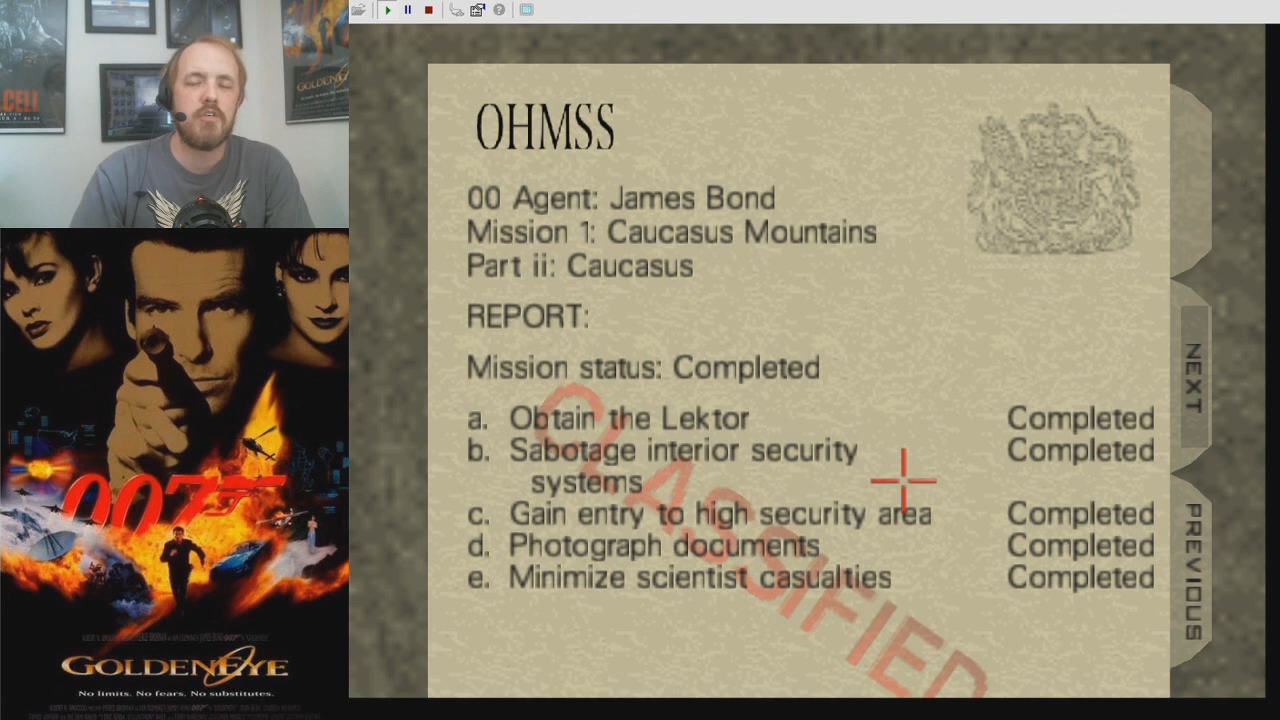 OHMSS
00 Agent: James Bond
Mission 1: Caucasus Mountains
Part ii: Caucasus
REPORT:
Mission status: Completed
a. Obtain the Lektor Completed
b. Sabotage interior security Completed
systems
c. Gain entry to high security area Completed
d. Photograph documents Completed
e. Minimize scientist casualties Completed
CLASSIFIED
NEXT
PREVIOUS
CELL
GOLDENEYE
007
GOLDENEYE
No limits. No fears. No substitutes.